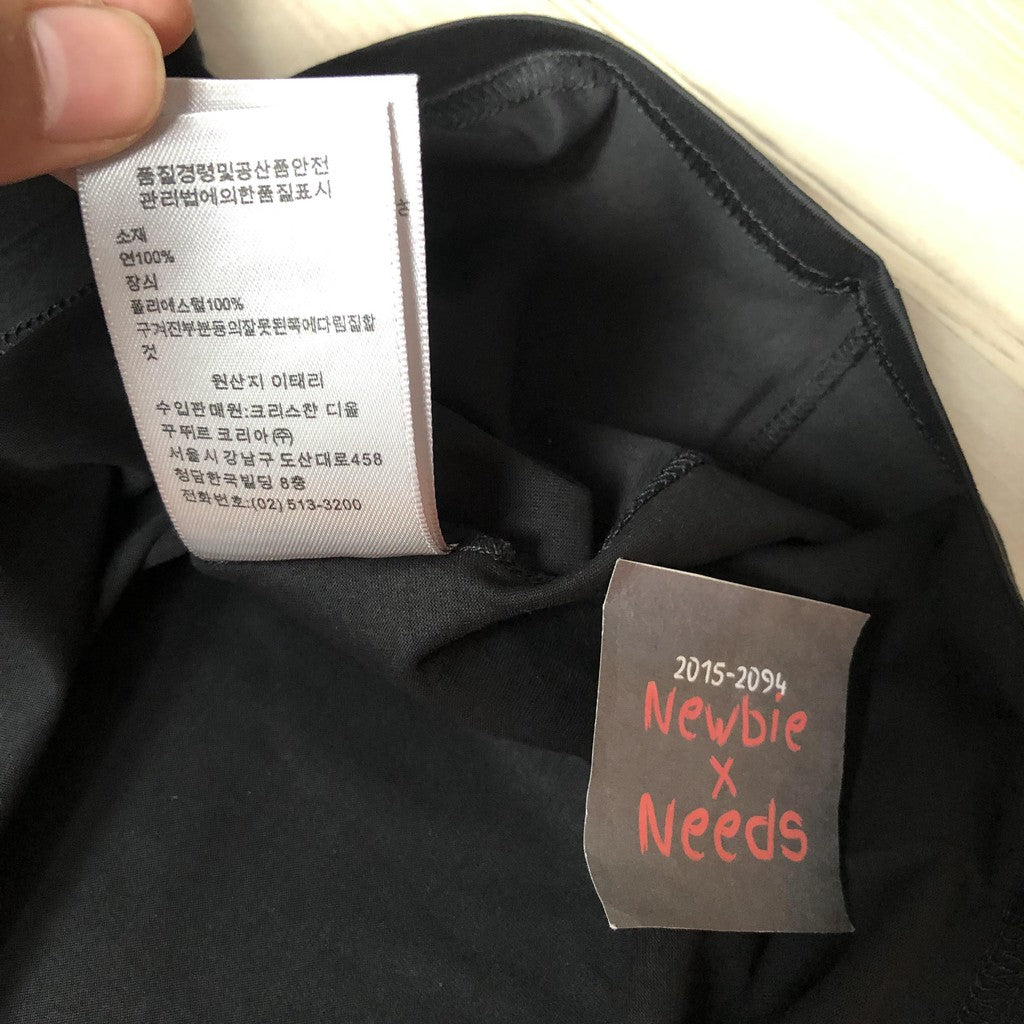 품질경령및공산품안전
관리법에의한품질표시
소재
연100%
장식
폴리에스털100%
구겨진부분등의잘못된쪽에다림질할
것
원산지 이태리
수입판매원:크리스챤 디올
꾸뛰르 코리아㈜
서울시 강남구 도산대로458
청담한국빌딩 8층
전화번호:(02) 513-3200
2015-2094
Newbie
x
Needs